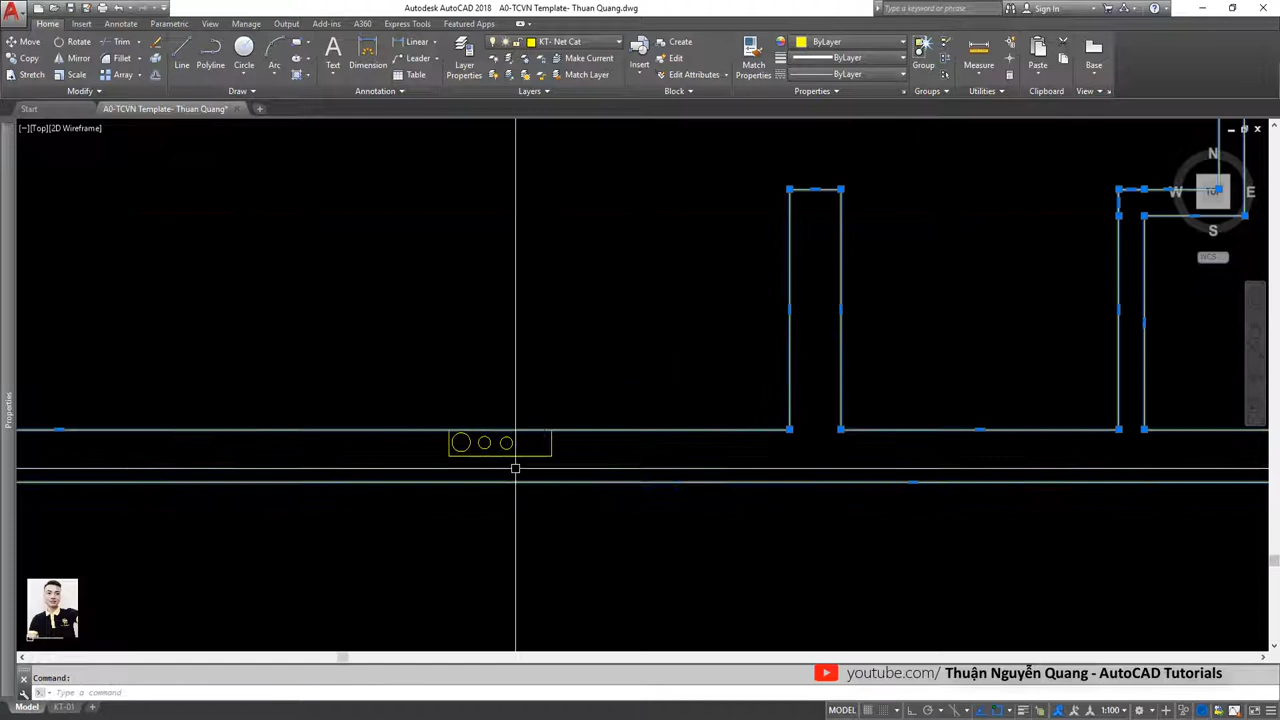 Autodesk AutoCAD 2018 A0-TCVN Template- Thuan Quang.dwg
Type a keyword or phrase
Sign In
Home Insert Annotate Parametric View Manage Output Add-ins A360 Express Tools Featured Apps
Move Rotate Trim
Copy Mirror Fillet
Stretch Scale Array
Modify
Line Polyline Circle Arc
Draw
Text Dimension
Linear
Leader
Table
Annotation
Layer Properties
KT- Net Cat
Make Current
Match Layer
Layers
Insert
Create
Edit
Edit Attributes
Block
Match Properties
ByLayer
ByLayer
ByLayer
Properties
Group
Groups
Measure
Utilities
Paste
Clipboard
Base
View
Start A0-TCVN Template- Thuan Quang*
[–][Top][2D Wireframe]
N
W E
S
WCS
Properties
Command:
Type a command
youtube.com/ Thuận Nguyễn Quang - AutoCAD Tutorials
Model KT-01
MODEL 1:100